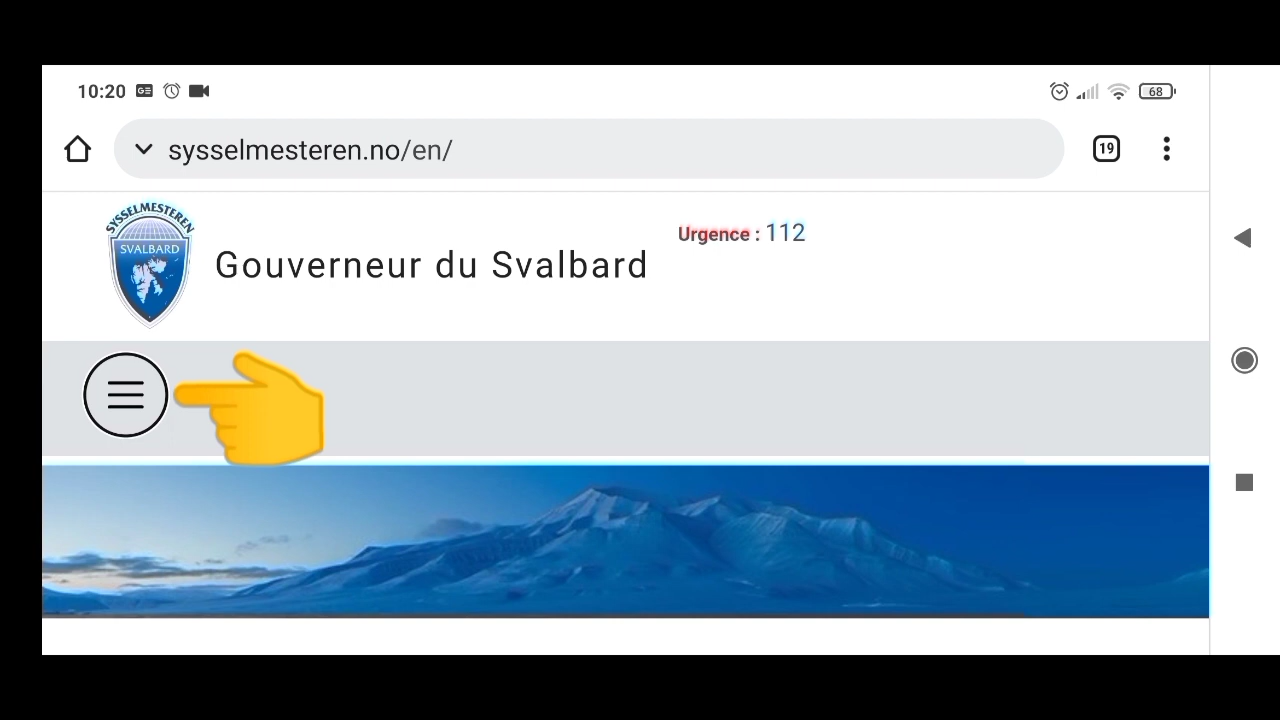 10:20
68
sysselmesteren.no/en/
19
SYSSELMESTEREN
SVALBARD
Urgence : 112
Gouverneur du Svalbard